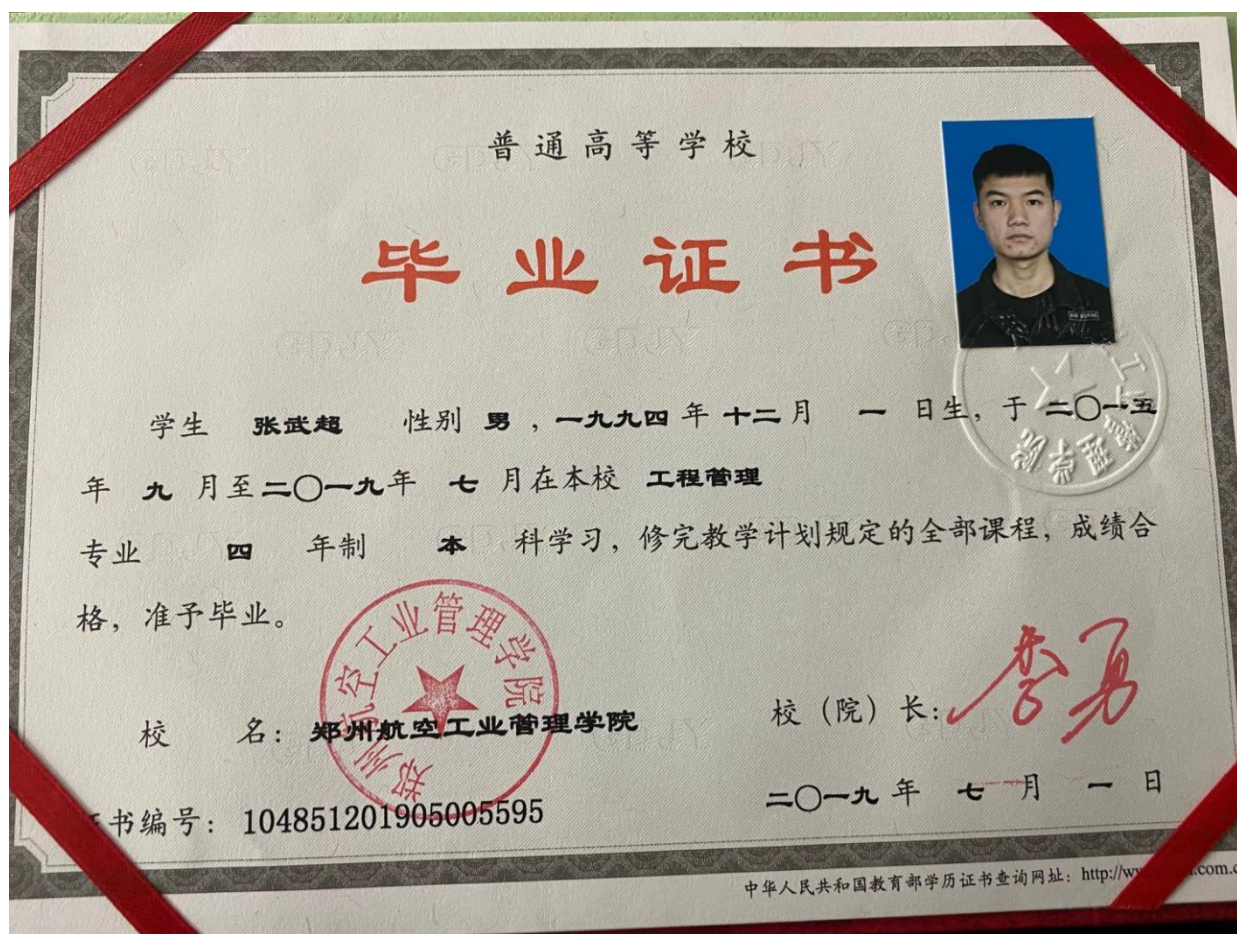 普通高等学校
毕业证书
学生 张武超 性别 男 ,一九九四 年 十二 月 一 日生, 于 二〇一五
年 九 月至 二〇一九 年 七 月在本校 工程管理
专业 四 年制 本 科学习, 修完教学计划规定的全部课程, 成绩合
格, 准予毕业。
郑州航空工业管理学院
校 名: 郑州航空工业管理学院
校(院)长: 李勇
书编号: 104851201905005595
二〇一九 年 七 月 一 日
中华人民共和国教育部学历证书查询网址: http://